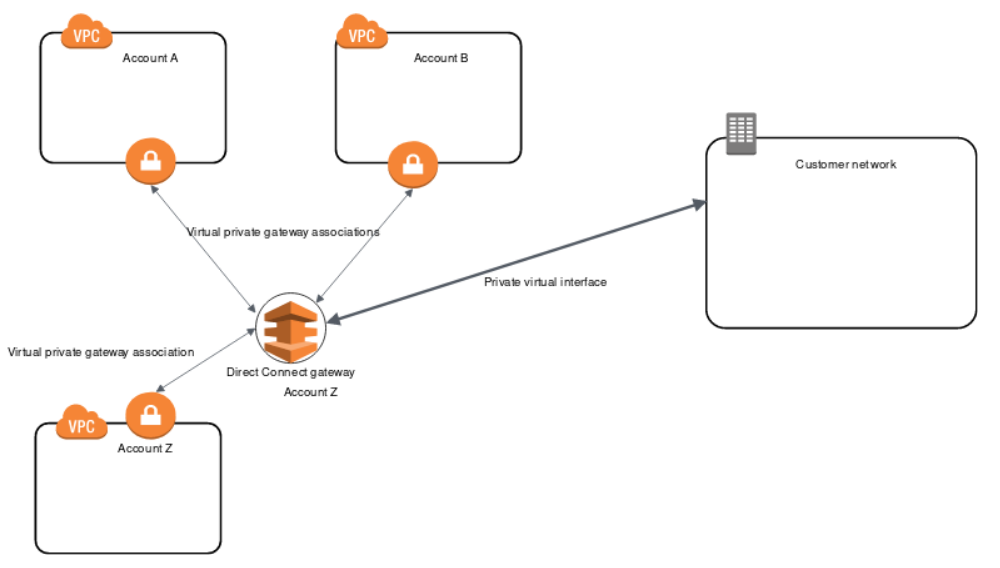 VPC
Account A
VPC
Account B
Customer network
Virtual private gateway associations
Private virtual interface
Virtual private gateway association
Direct Connect gateway
Account Z
VPC
Account Z